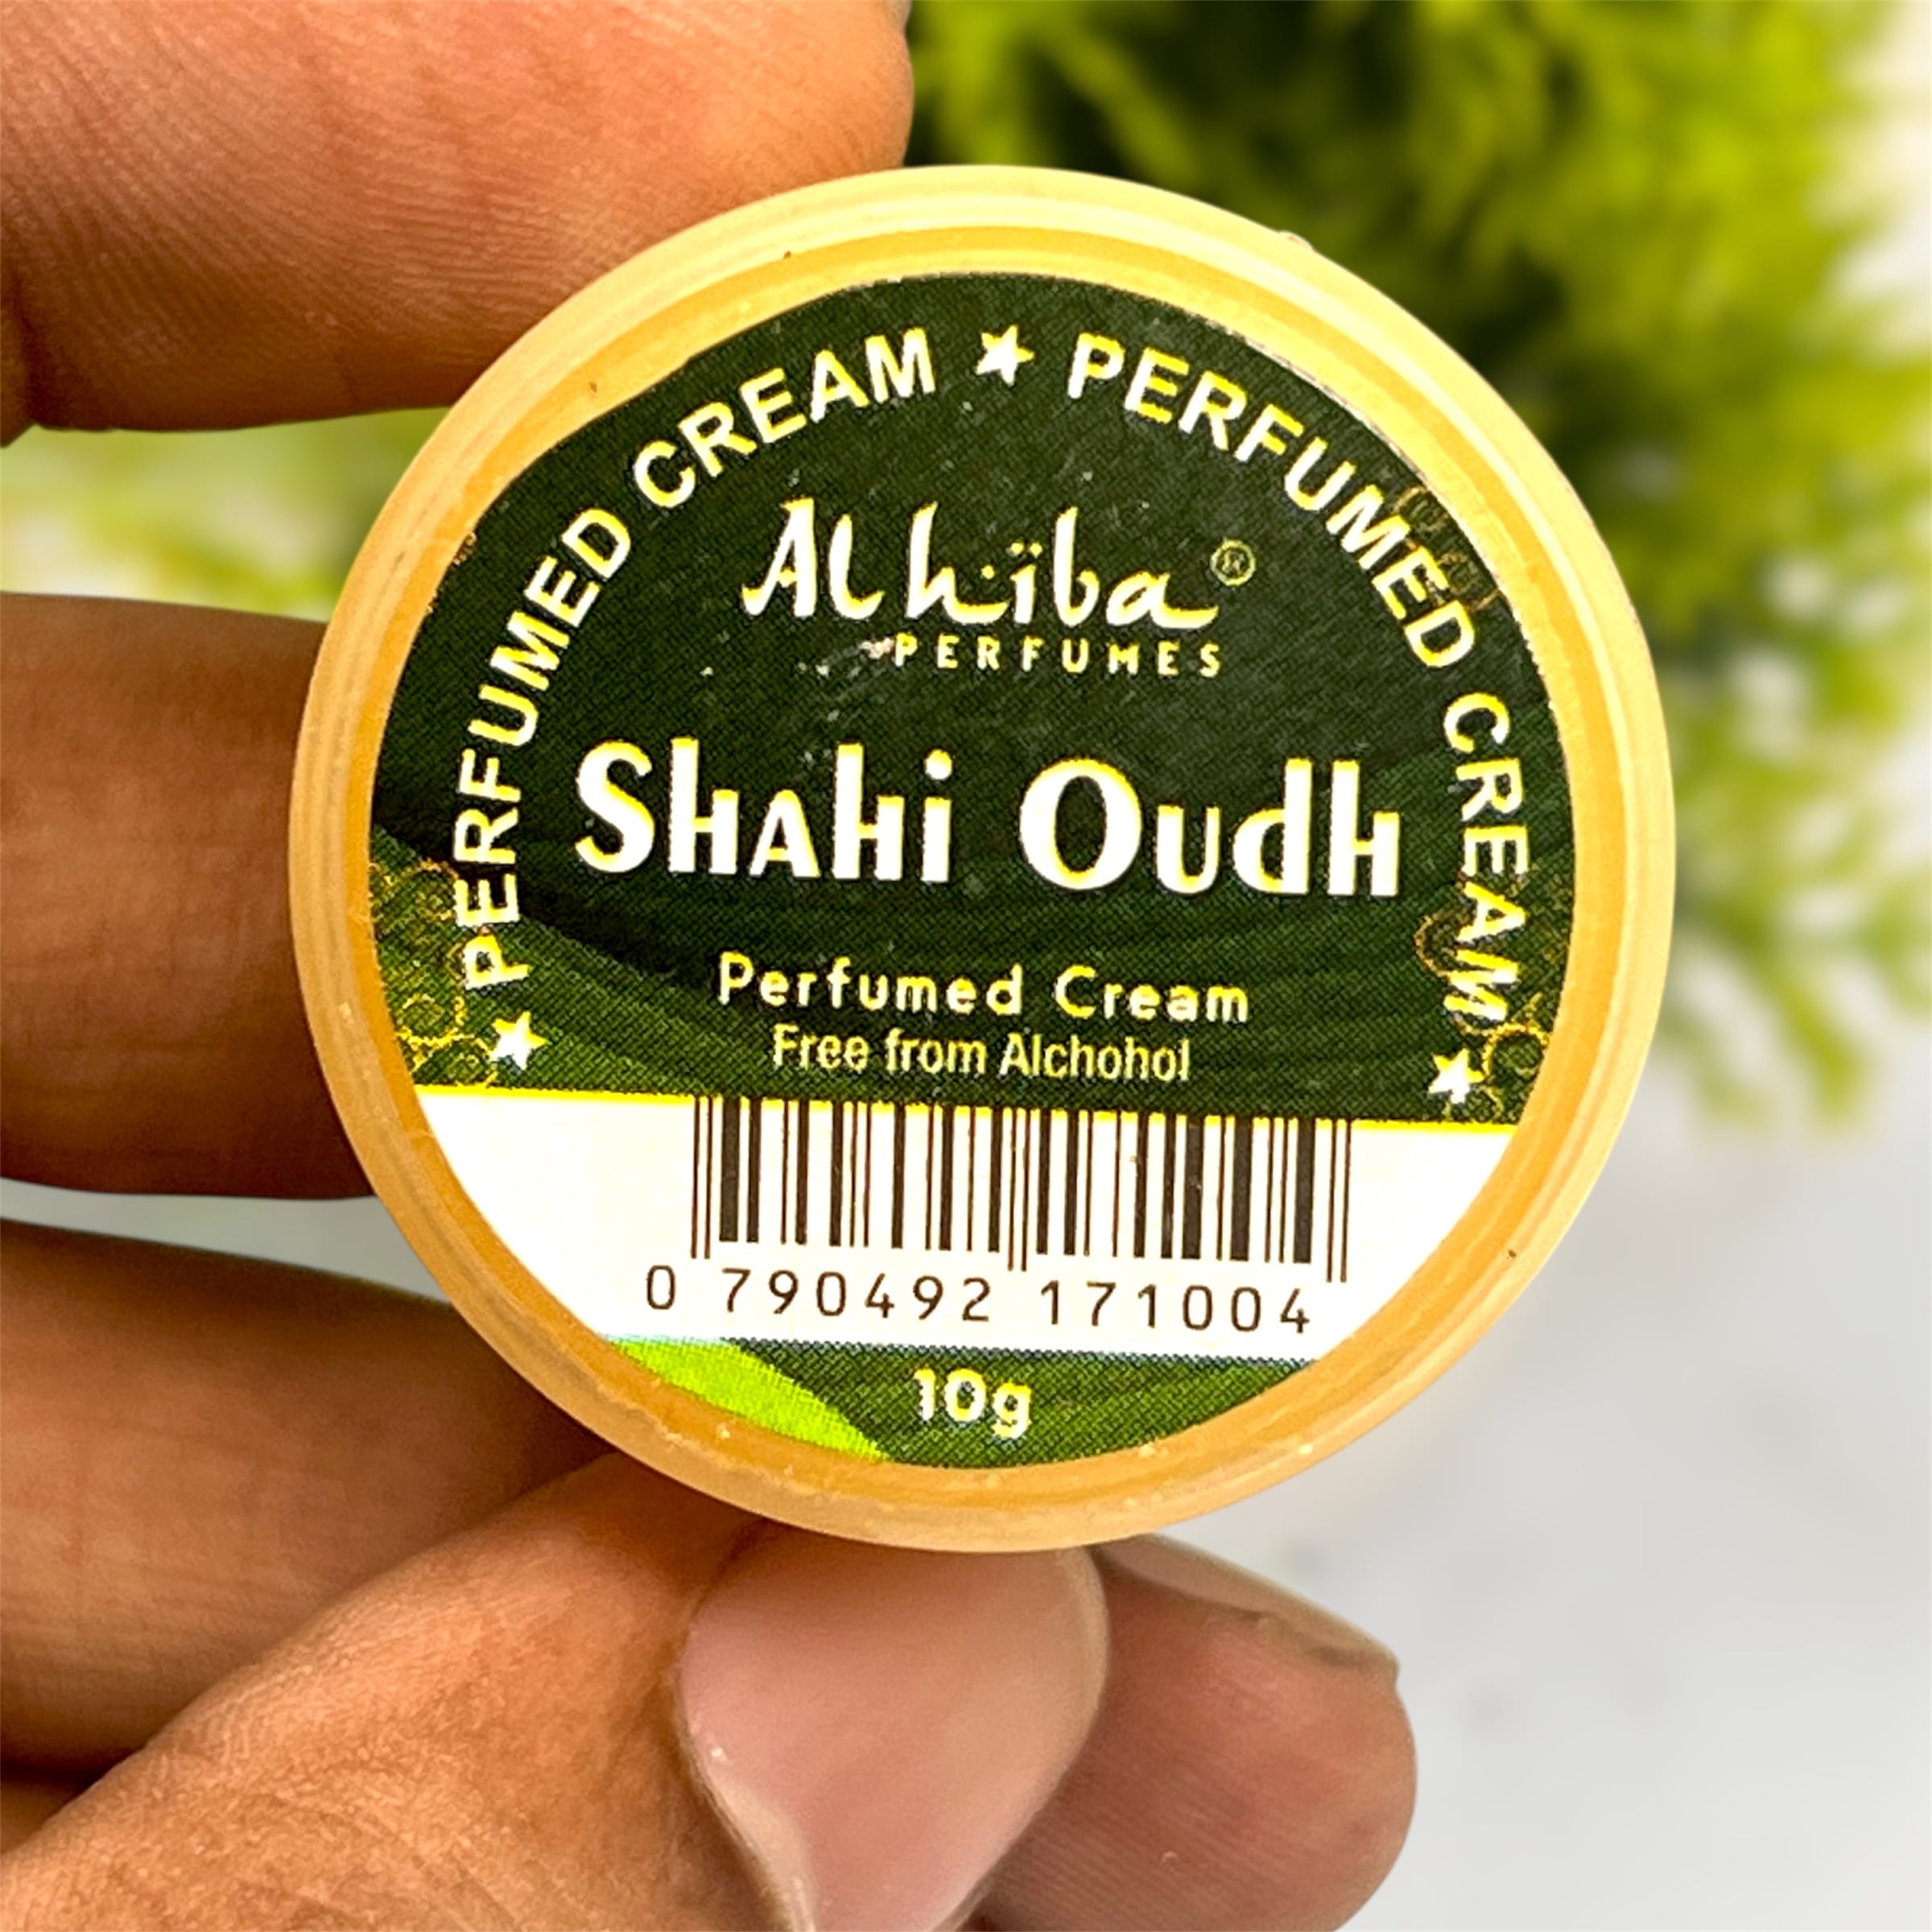 ★ PERFUMED CREAM ★ PERFUMED CREAM ★
Alhiba®
PERFUMES
Shahi Oudh
Perfumed Cream
Free from Alchohol
0 790492 171004
10g